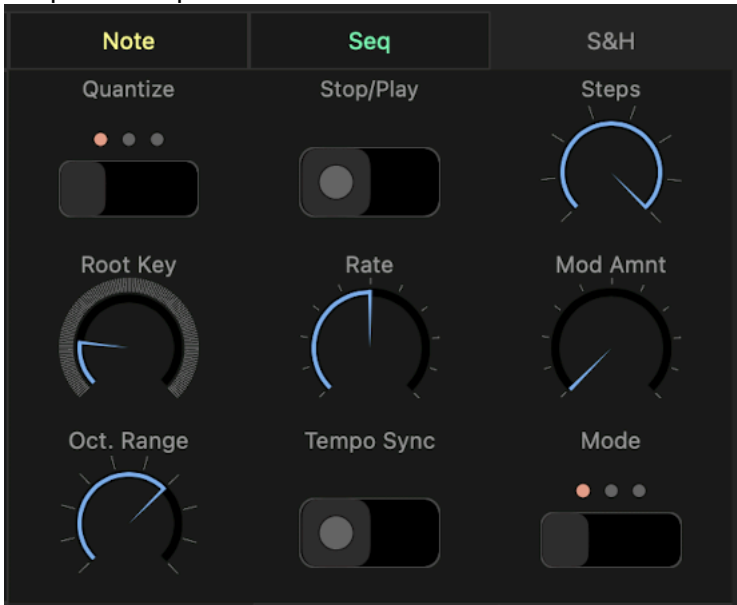 Note Seq S&H
Quantize Stop/Play Steps
Root Key Rate Mod Amnt
Oct. Range Tempo Sync Mode